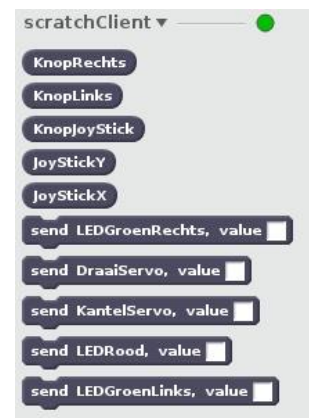 scratchClient
KnopRechts
KnopLinks
KnopJoyStick
JoyStickY
JoyStickX
send LEDGroenRechts, value
send DraaiServo, value
send KantelServo, value
send LEDRood, value
send LEDGroenLinks, value